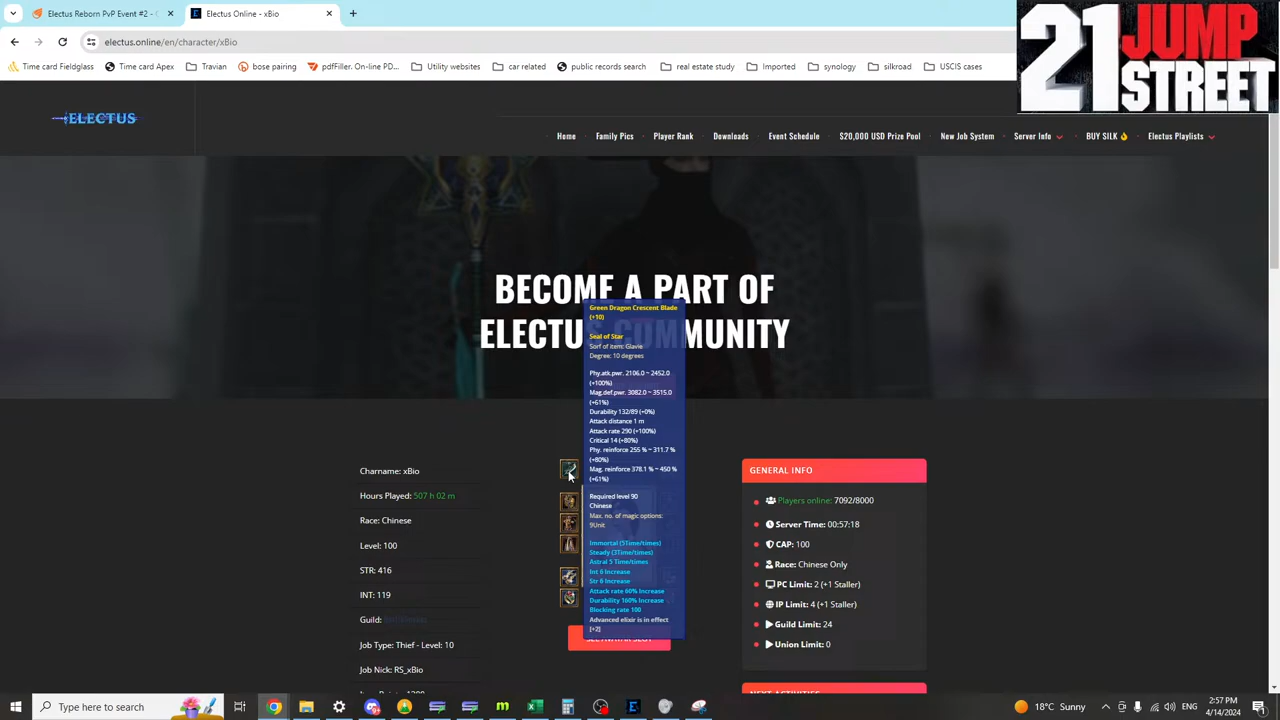 Electus Reborn PvP Event #2 - (
Electus Online - xBio
electus.online/en/character/xBio
Time card Fieldglass
Time card Apex
Travian
bose pairing
pdfFiller. On-line PD...
Utility websites
car related
public records search
real estate study
Imported
synology
silkroad
USCIS cases
21 JUMP
STREET
ELECTUS
Home
Family Pics
Player Rank
Downloads
Event Schedule
$20,000 USD Prize Pool
New Job System
Server Info
BUY SILK
Electus Playlists
BECOME A PART OF
ELECTUS COMMUNITY
Green Dragon Crescent Blade
(+10)
Seal of Star
Sorf of item: Glavie
Degree: 10 degrees
Phy.atk.pwr. 2106.0 ~ 2452.0
(+100%)
Mag.def.pwr. 3082.0 ~ 3515.0
(+61%)
Durability 132/89 (+0%)
Attack distance 1 m
Attack rate 290 (+100%)
Critical 14 (+80%)
Phy. reinforce 255 % ~ 311.7 %
(+80%)
Mag. reinforce 378.1 % ~ 450 %
(+61%)
Required level 90
Chinese
Max. no. of magic options:
9Unit
Immortal (5Time/times)
Steady (3Time/times)
Astral 5 Time/times
Int 6 Increase
Str 6 Increase
Attack rate 60% Increase
Durability 160% Increase
Blocking rate 100
Advanced elixir is in effect
[+2]
Charname: xBio
Hours Played: 507 h 02 m
Race: Chinese
Level: 100
STR: 416
INT: 119
Guild:
Job Type: Thief - Level: 10
Job Nick: RS_xBio
GENERAL INFO
Players online: 7092/8000
Server Time: 00:57:18
CAP: 100
Race: Chinese Only
PC Limit: 2 (+1 Staller)
IP Limit: 4 (+1 Staller)
Guild Limit: 24
Union Limit: 0
NEXT ACTIVITIES
Type here to search
18°C Sunny
ENG
2:57 PM
4/14/2024